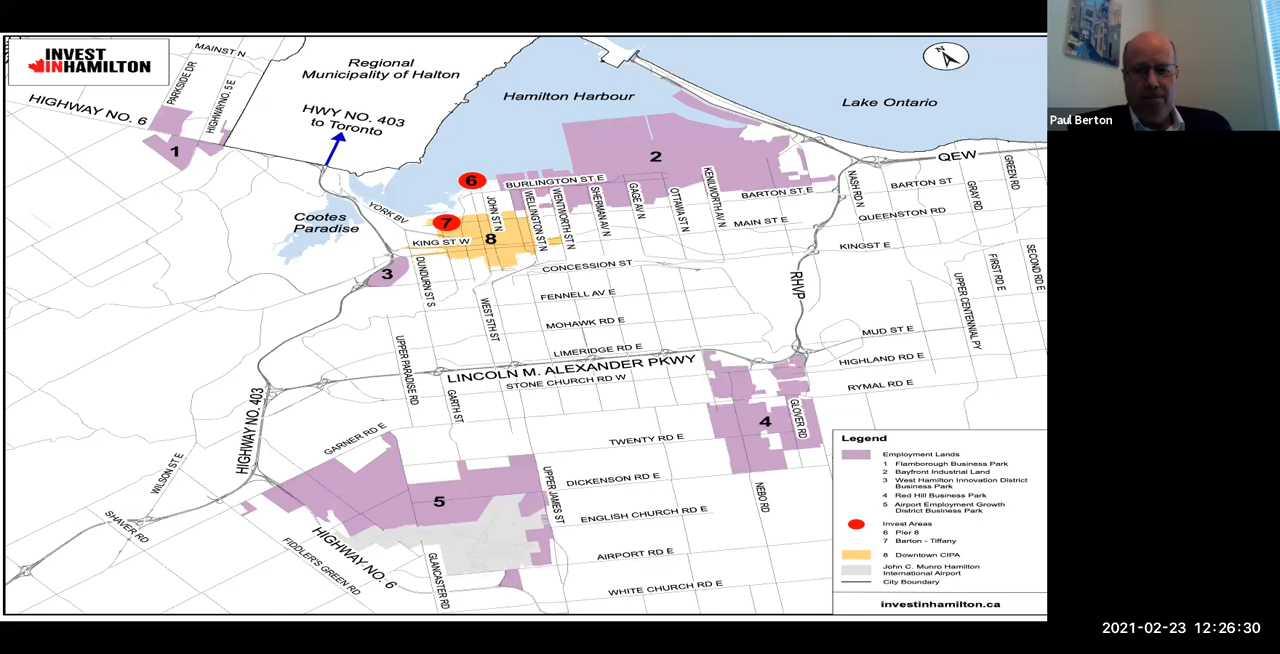 INVEST
INHAMILTON
MAINST N
PARKSIDE DR
HIGHWAYNO. 5 E
HIGHWAY NO. 6
1
Regional
Municipality of Halton
HWY NO. 403
to Toronto
Hamilton Harbour
N
Lake Ontario
Paul Berton
2
QEW
GREEN RD
6
BURLINGTON ST E
KENILWORTH AV N
BARTON ST E
NASH RD N
BARTON ST
GRAY RD
YORK BV
Cootes
Paradise
7
JOHN ST N
WELLINGTON ST N
WENTWORTH ST N
SHERMAN AV N
GAGE AV N
OTTAWA ST N
MAIN ST E
QUEENSTON RD
KING ST W
8
KINGST E
3
DUNDURN ST S
CONCESSION ST
RHVP
UPPER CENTENNIAL PY
FIRST RD E
SECOND RD E
WEST 5TH ST
FENNELL AV E
MOHAWK RD E
MUD ST E
UPPER PARADISE RD
LIMERIDGE RD E
LINCOLN M. ALEXANDER PKWY
HIGHLAND RD E
STONE CHURCH RD W
RYMAL RD E
HIGHWAY NO. 403
GARTH ST
GARNER RD E
TWENTY RD E
4
GLOVER RD
WILSON ST E
5
UPPER JAMES ST
DICKENSON RD E
NEBO RD
SHAVER RD
ENGLISH CHURCH RD E
HIGHWAY NO. 6
FIDDLER'S GREEN RD
GLANCASTER RD
AIRPORT RD E
WHITE CHURCH RD E
Legend
Employment Lands
1 Flamborough Business Park
2 Bayfront Industrial Land
3 West Hamilton Innovation District
Business Park
4 Red Hill Business Park
5 Airport Employment Growth
District Business Park
Invest Areas
6 Pier 8
7 Barton - Tiffany
8 Downtown CIPA
John C. Munro Hamilton
International Airport
City Boundary
investinhamilton.ca
2021-02-23 12:26:30